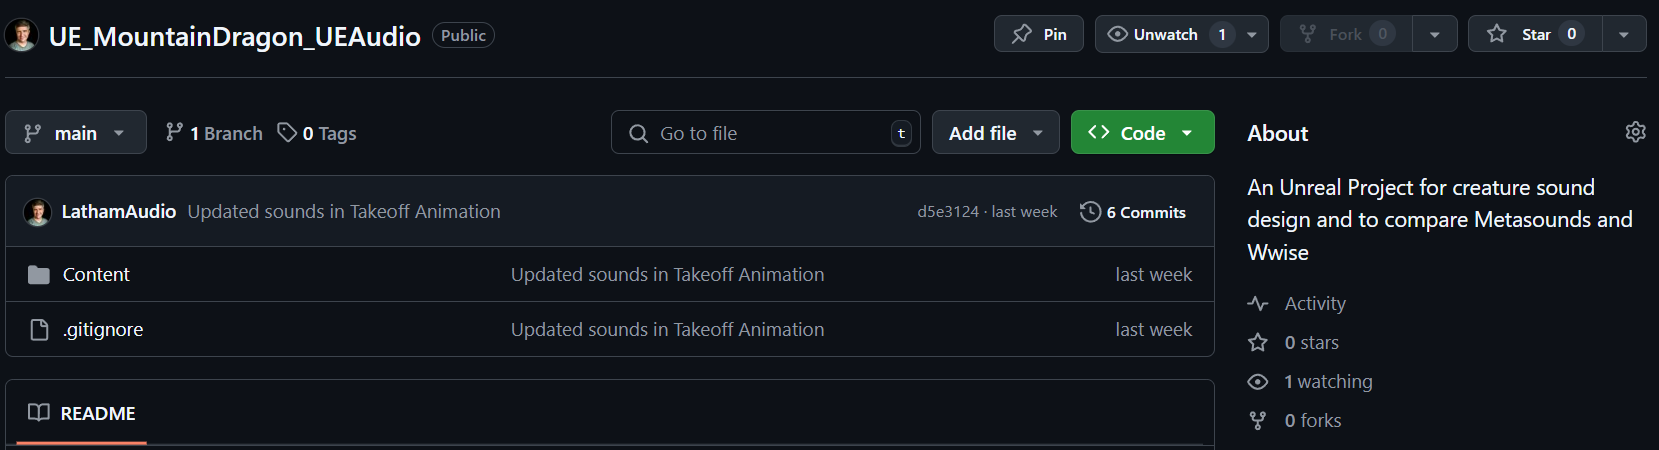 UE_MountainDragon_UEAudio Public Pin Unwatch 1 Fork 0 Star 0
main 1 Branch 0 Tags Go to file t Add file Code
LathamAudio Updated sounds in Takeoff Animation d5e3124 · last week 6 Commits
Content Updated sounds in Takeoff Animation last week
.gitignore Updated sounds in Takeoff Animation last week
README
About
An Unreal Project for creature sound
design and to compare Metasounds and
Wwise
Activity
0 stars
1 watching
0 forks